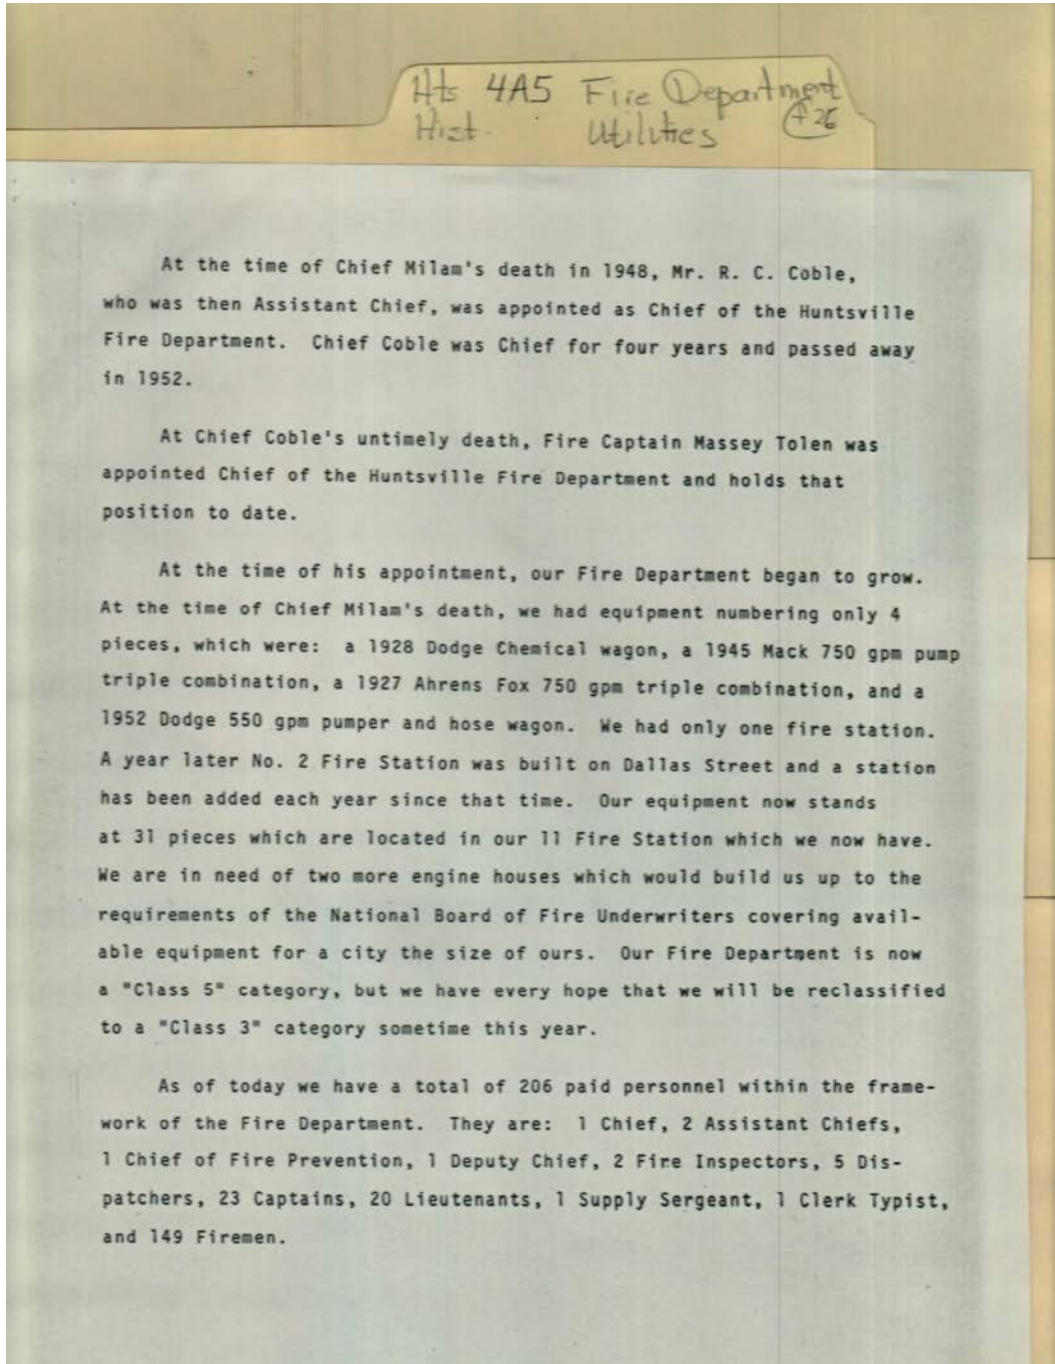 Hts 4A5 Fire Department
Hist. Utilities
At the time of Chief Milam's death in 1948, Mr. R. C. Coble,
who was then Assistant Chief, was appointed as Chief of the Huntsville
Fire Department. Chief Coble was Chief for four years and passed away
in 1952.
At Chief Coble's untimely death, Fire Captain Massey Tolen was
appointed Chief of the Huntsville Fire Department and holds that
position to date.
At the time of his appointment, our Fire Department began to grow.
At the time of Chief Milam's death, we had equipment numbering only 4
pieces, which were: a 1928 Dodge Chemical wagon, a 1945 Mack 750 gpm pump
triple combination, a 1927 Ahrens Fox 750 gpm triple combination, and a
1952 Dodge 550 gpm pumper and hose wagon. We had only one fire station.
A year later No. 2 Fire Station was built on Dallas Street and a station
has been added each year since that time. Our equipment now stands
at 31 pieces which are located in our 11 Fire Station which we now have.
We are in need of two more engine houses which would build us up to the
requirements of the National Board of Fire Underwriters covering avail-
able equipment for a city the size of ours. Our Fire Department is now
a "Class 5" category, but we have every hope that we will be reclassified
to a "Class 3" category sometime this year.
As of today we have a total of 206 paid personnel within the frame-
work of the Fire Department. They are: 1 Chief, 2 Assistant Chiefs,
1 Chief of Fire Prevention, 1 Deputy Chief, 2 Fire Inspectors, 5 Dis-
patchers, 23 Captains, 20 Lieutenants, 1 Supply Sergeant, 1 Clerk Typist,
and 149 Firemen.